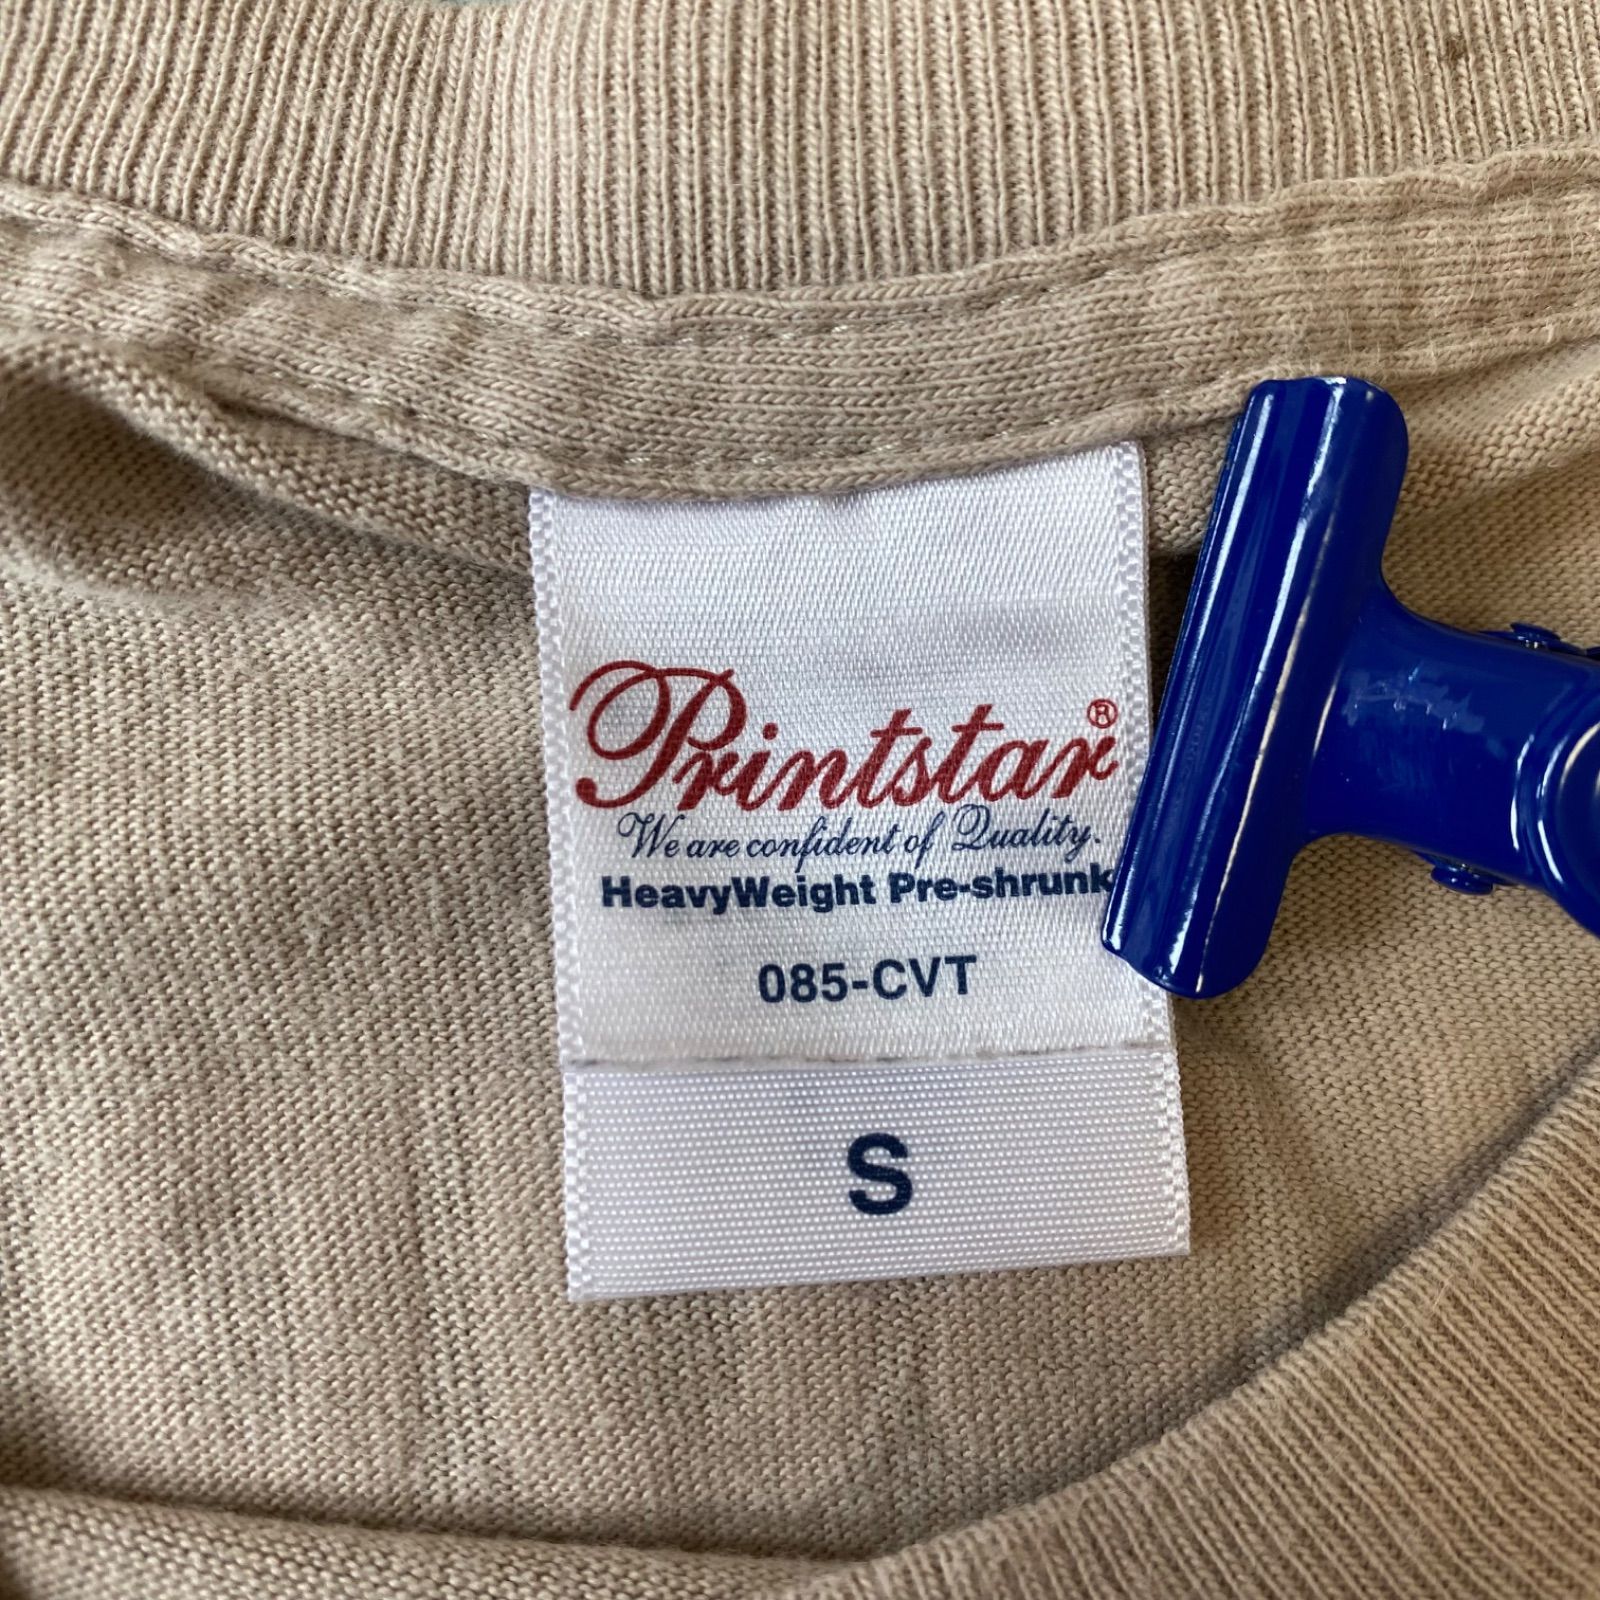 Printstar®
We are confident of Quality.
HeavyWeight Pre-shrunk
085-CVT
S